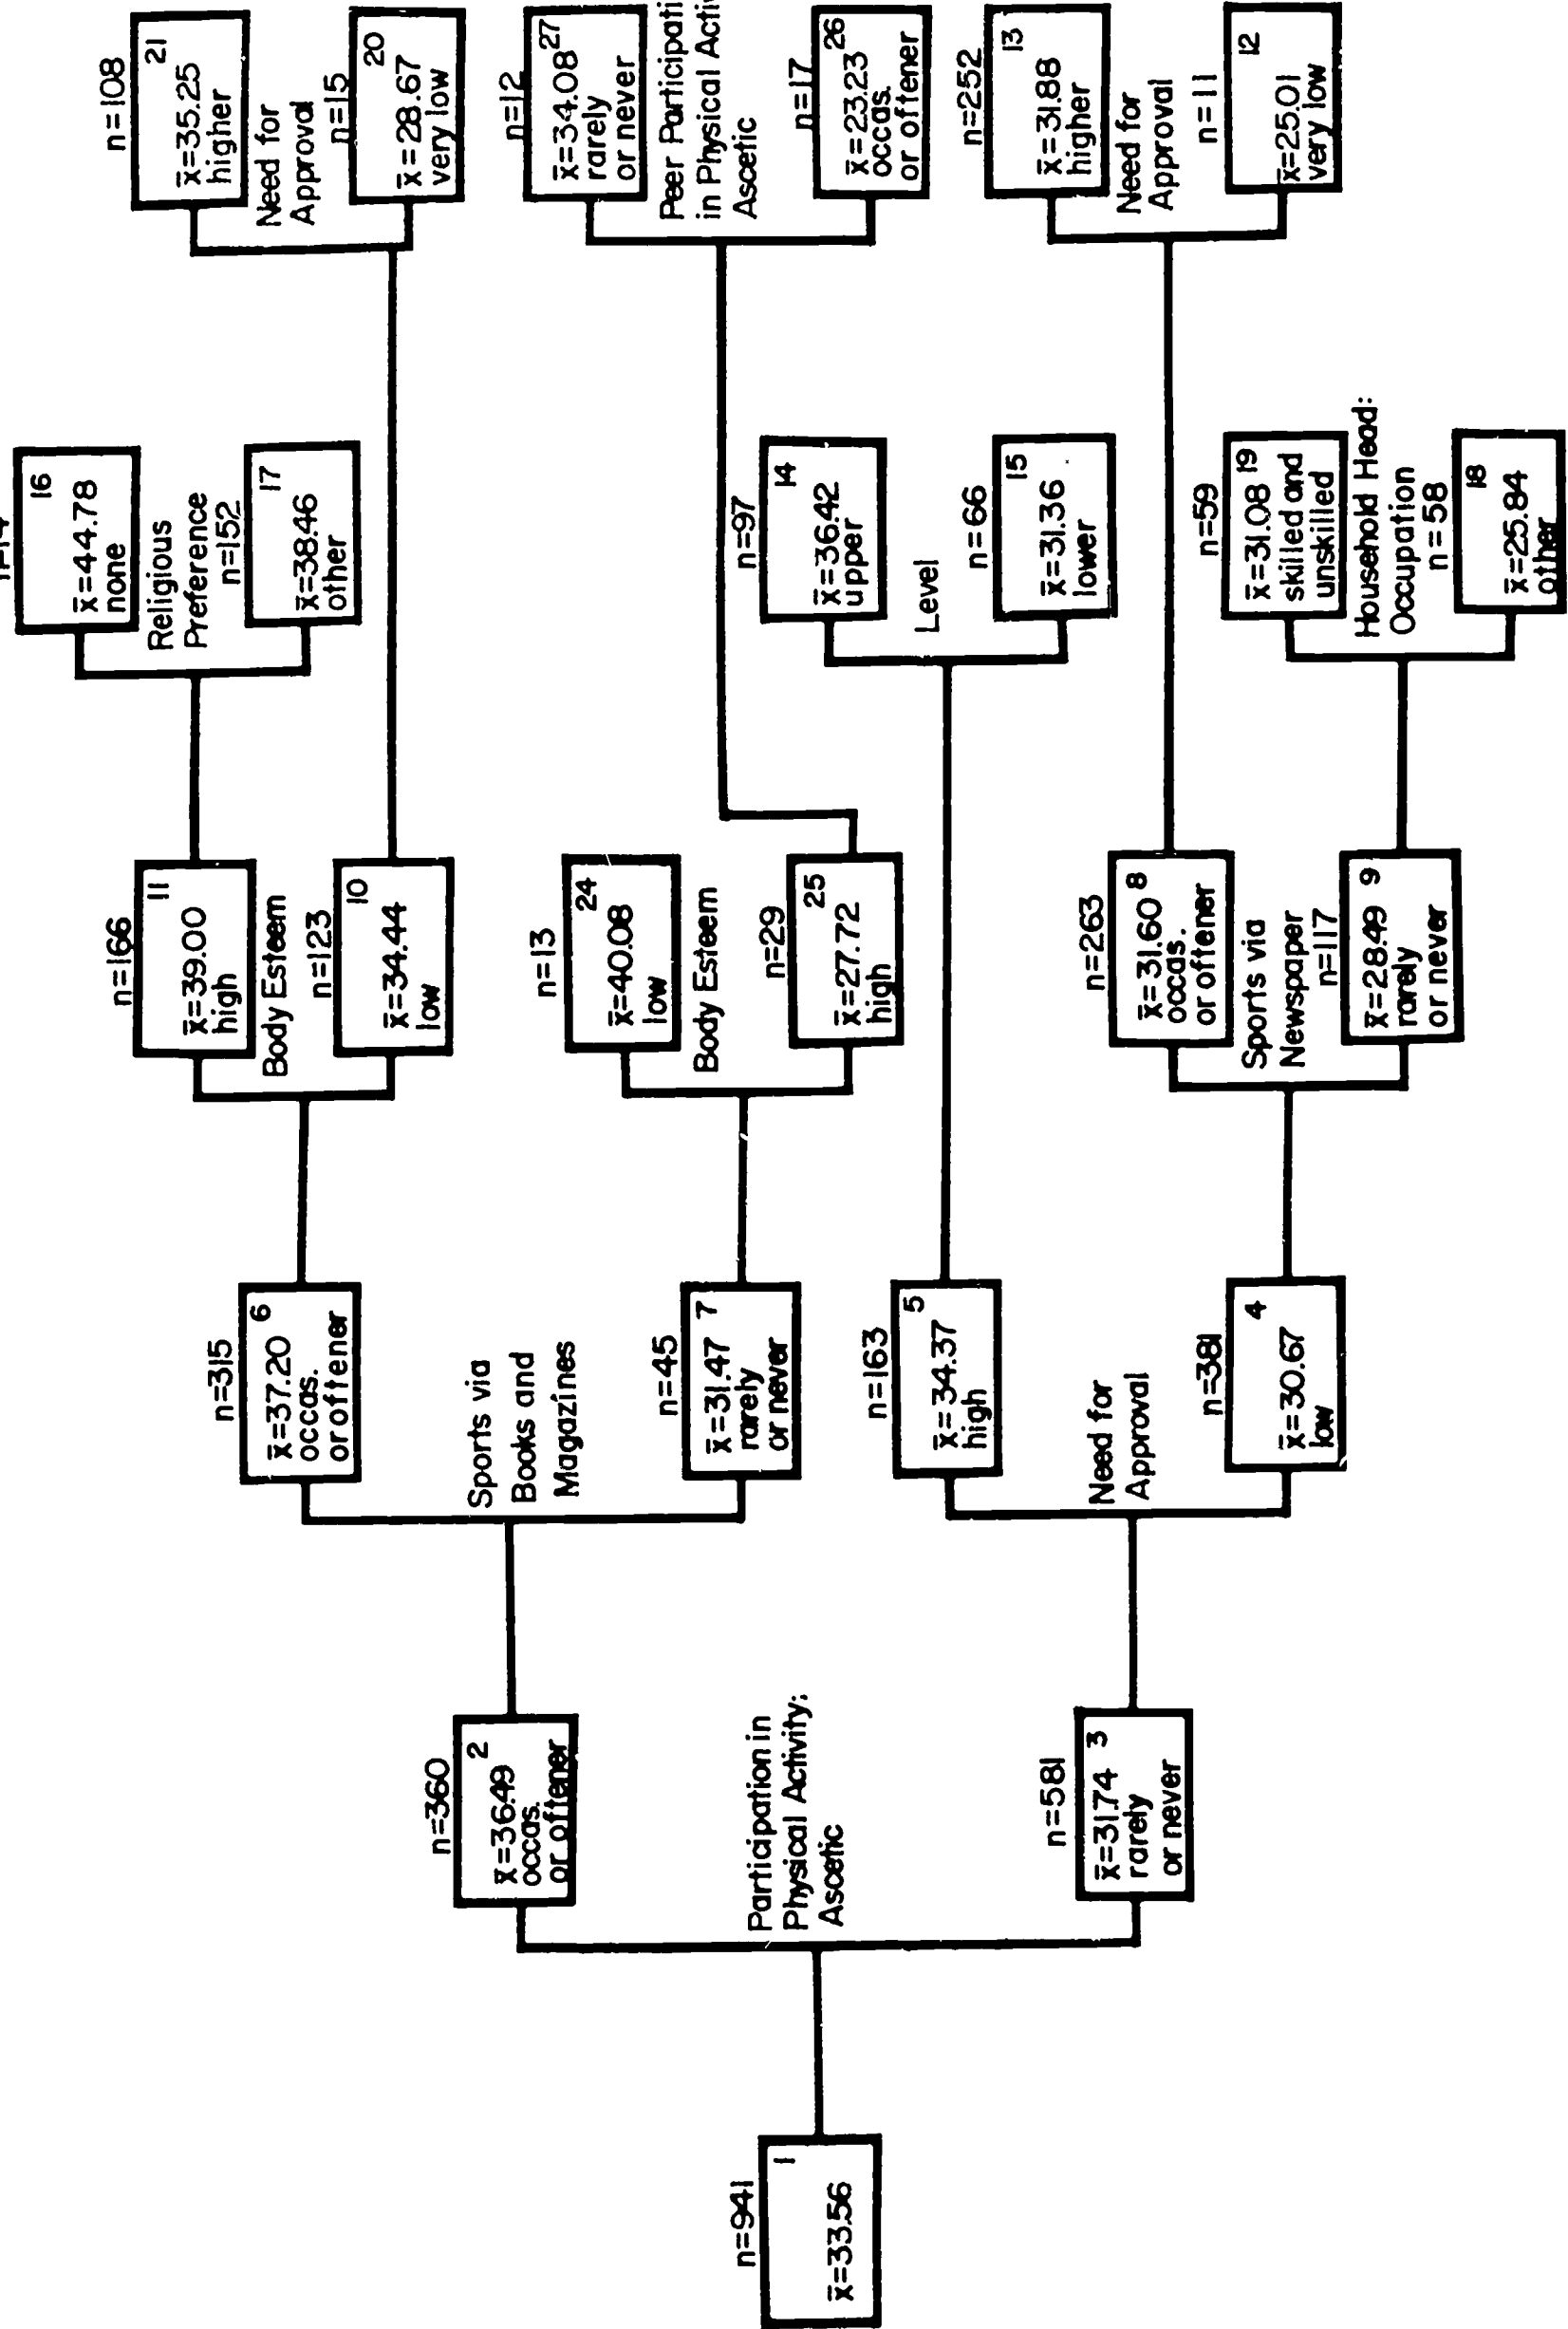 n=941
1
x̄=33.56
Participation in
Physical Activity:
Ascetic
n=360
2
x̄=36.49
occas.
or oftener
n=581
x̄=31.74 3
rarely
or never
Sports via
Books and
Magazines
n=315
x̄=37.20 6
occas.
or oftener
n=45
x̄=31.47 7
rarely
or never
Need for
Approval
n=163
5
x̄=34.37
high
n=381
4
x̄=30.67
low
Body Esteem
n=166
11
x̄=39.00
high
n=123
10
x̄=34.44
low
Body Esteem
n=13
24
x̄=40.08
low
n=29
25
x̄=27.72
high
Sports via
Newspaper
n=263
x̄=31.60 8
occas.
or oftener
n=117
x̄=28.49 9
rarely
or never
Religious
Preference
16
x̄=44.78
none
n=152
17
x̄=38.46
other
Level
n=97
14
x̄=36.42
upper
n=66
15
x̄=31.36
lower
Household Head:
Occupation
n=59
x̄=31.08 19
skilled and
unskilled
n=58
18
x̄=25.84
other
Need for
Approval
n=108
21
x̄=35.25
higher
n=15
20
x̄=28.67
very low
Peer
in Physical
Ascetic
n=12
x̄=34.08 27
rarely
or never
n=17
26
x̄=23.23
occas.
or oftener
Need for
Approval
n=252
13
x̄=31.88
higher
n=11
12
x̄=25.01
very low